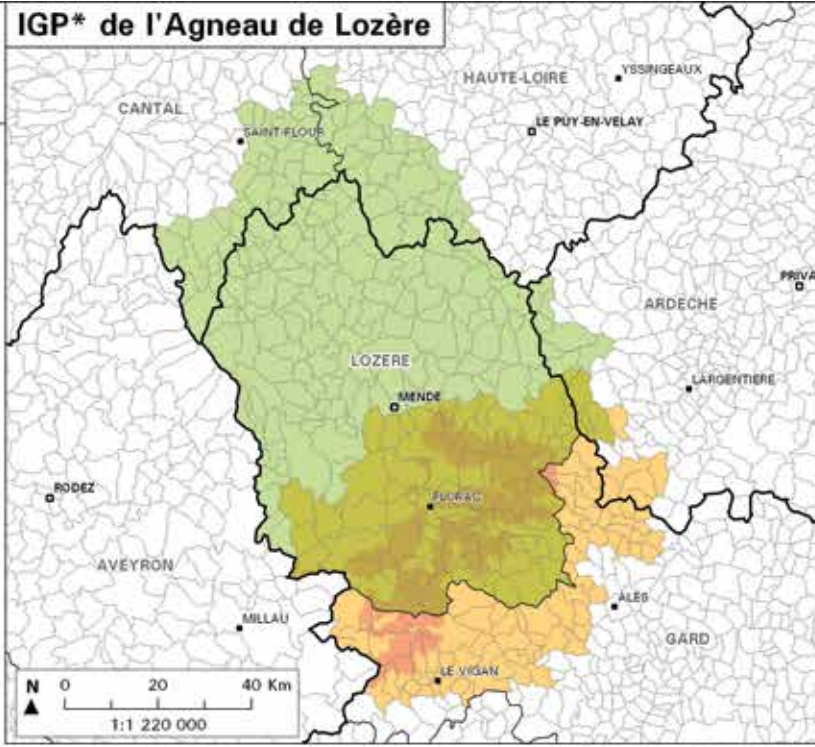 IGP* de l'Agneau de Lozère
HAUTE-LOIRE
YSSINGEAUX
CANTAL
LE PUY-EN-VELAY
SAINT-FLOUR
PRIVA
ARDECHE
LOZERE
LARGENTIERE
MENDE
RODEZ
FLORAC
AVEYRON
ALES
MILLAU
GARD
LE VIGAN
N 0 20 40 Km
1:1 220 000